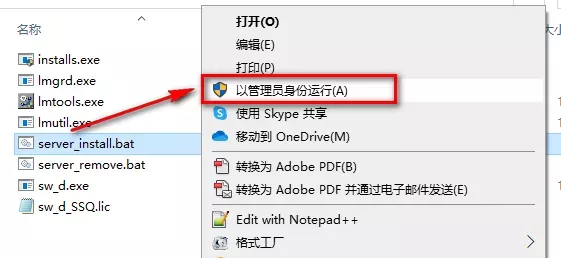 名称
installs.exe
lmgrd.exe
lmtools.exe
lmutil.exe
server_install.bat
server_remove.bat
sw_d.exe
sw_d_SSQ.lic
打开(O)
编辑(E)
打印(P)
以管理员身份运行(A)
使用 Skype 共享
移动到 OneDrive(M)
转换为 Adobe PDF(B)
转换为 Adobe PDF 并通过电子邮件发送(E)
Edit with Notepad++
格式工厂
大小